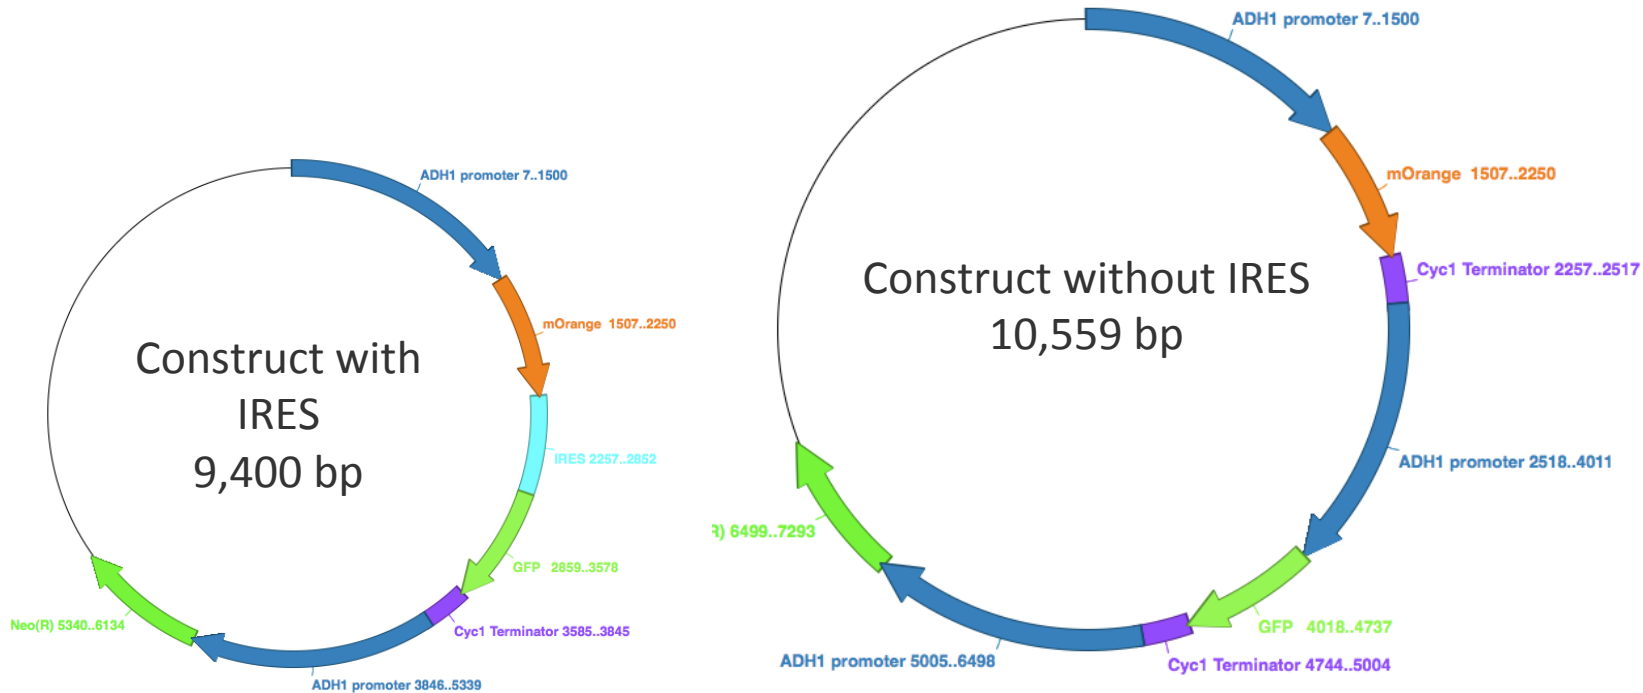 ADH1 promoter 7..1500
mOrange 1507..2250
Construct with
IRES
9,400 bp
IRES 2257..2852
GFP 2859..3578
Cyc1 Terminator 3585..3845
Neo(R) 5340..6134
ADH1 promoter 3846..5339
ADH1 promoter 7..1500
mOrange 1507..2250
Cyc1 Terminator 2257..2517
Construct without IRES
10,559 bp
ADH1 promoter 2518..4011
R) 6499..7293
GFP 4018..4737
ADH1 promoter 5005..6498
Cyc1 Terminator 4744..5004